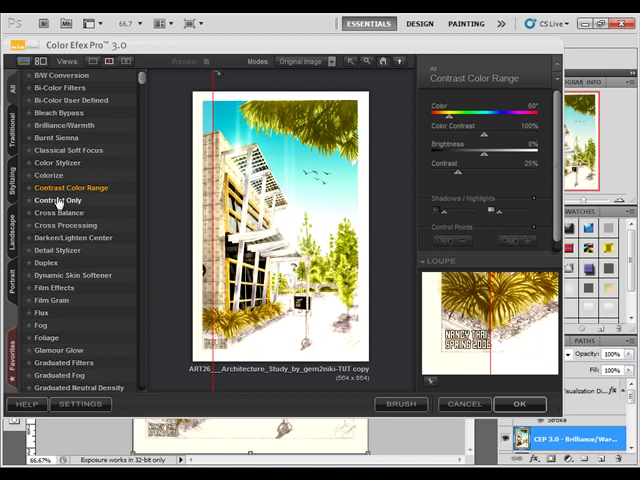 Ps Br Mb 66.7 ESSENTIALS DESIGN PAINTING >> CS Live
Color Efex Pro™ 3.0
Preview: Modes: Original Image
All
Traditional
Stylizing
Landscape
Portrait
Favorites
B/W Conversion
Bi-Color Filters
Bi-Color User Defined
Bleach Bypass
Brilliance/Warmth
Burnt Sienna
Classical Soft Focus
Color Stylizer
Colorize
Contrast Color Range
Contrast Only
Cross Balance
Cross Processing
Darken/Lighten Center
Detail Stylizer
Duplex
Dynamic Skin Softener
Film Effects
Film Grain
Flux
Fog
Foliage
Glamour Glow
Graduated Filters
Graduated Fog
Graduated Neutral Density
ART26___Architecture_Study_by_gem2niki-TUT copy
(564 x 864)
All
Contrast Color Range
Color 60°
Color Contrast 100%
Brightness 0%
Contrast 25%
Shadows / Highlights
Control Points
LOUPE
NANCY THAI
SPRING 2006
HELP SETTINGS BRUSH CANCEL OK
INFO
SWATCHES
PATHS
Opacity: 100%
Fill: 100%
Stroke
CEP 3.0 - Brilliance/War...
66.67% Exposure works in 32-bit only